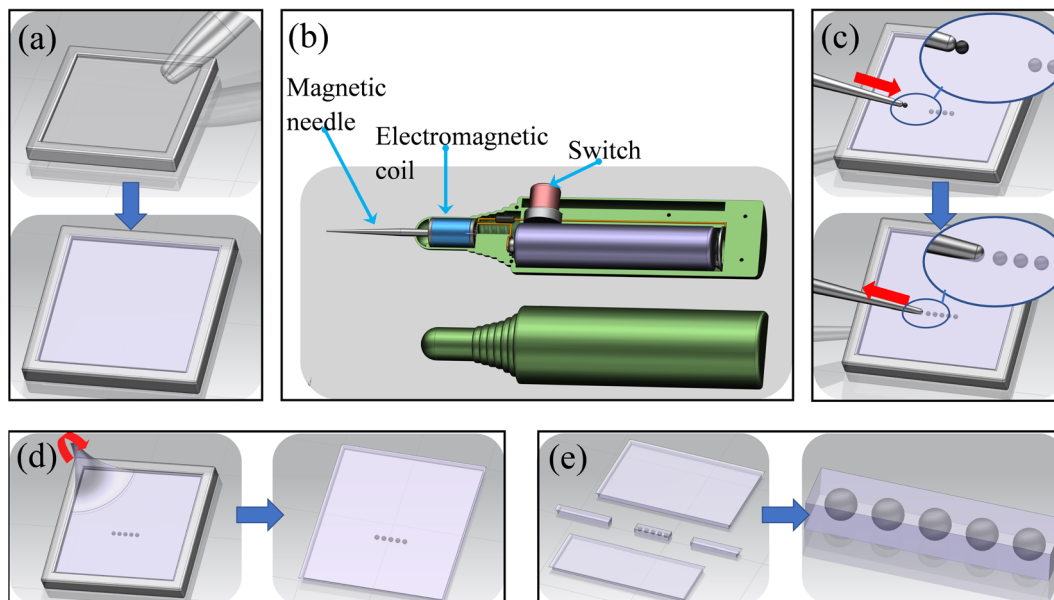 (a)
(b)
Magnetic
needle
Electromagnetic
coil
Switch
(c)
(d)
(e)